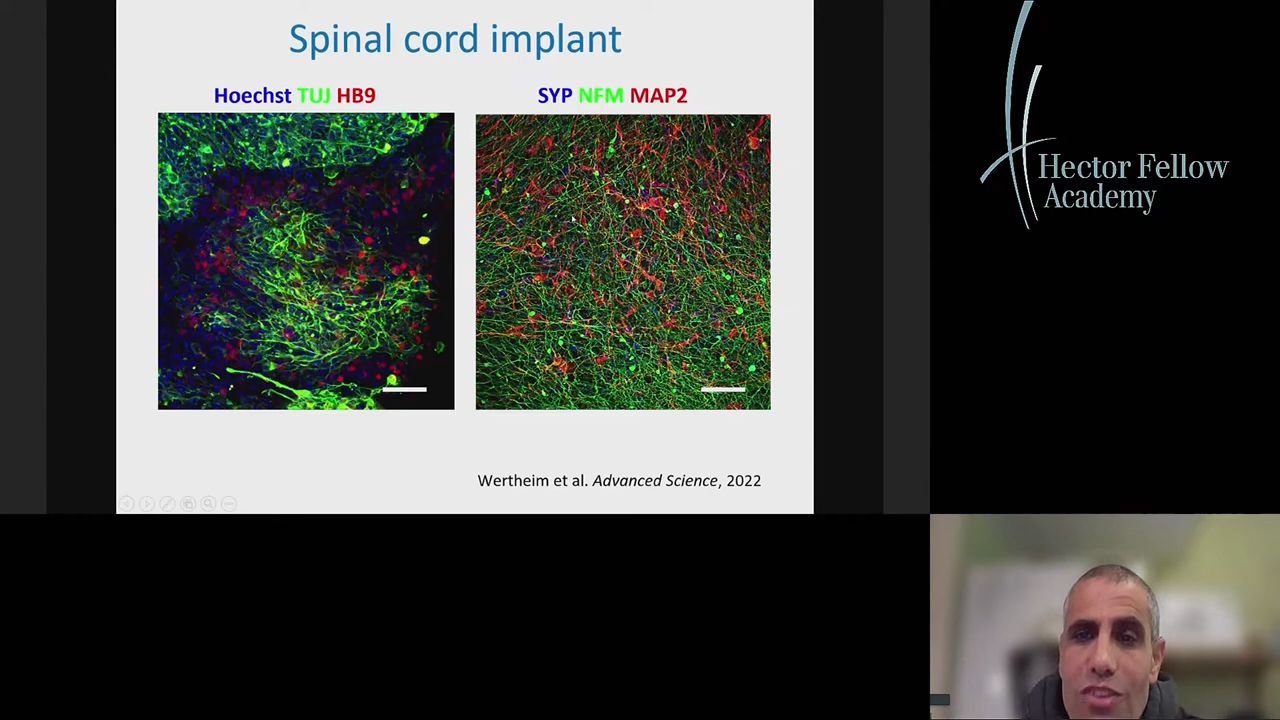 Spinal cord implant
Hoechst TUJ HB9
SYP NFM MAP2
Wertheim et al. Advanced Science, 2022
Hector Fellow
Academy